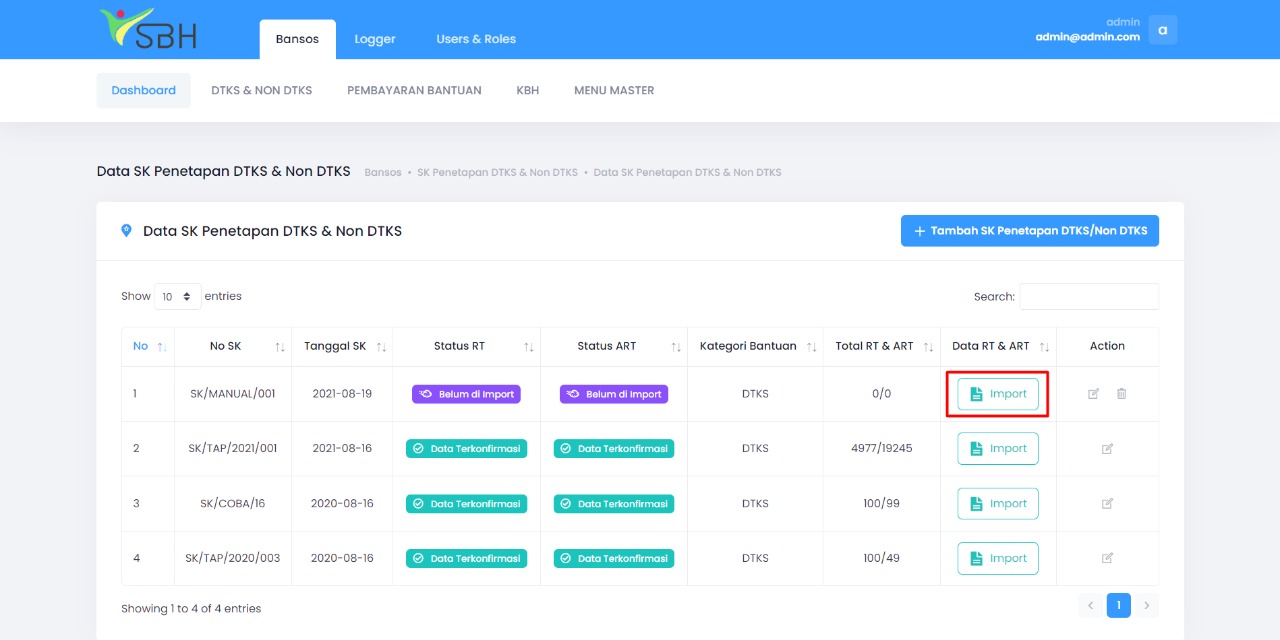 SBH
Bansos Logger Users & Roles
admin
admin@admin.com
a
Dashboard DTKS & NON DTKS PEMBAYARAN BANTUAN KBH MENU MASTER
Data SK Penetapan DTKS & Non DTKS Bansos • SK Penetapan DTKS & Non DTKS • Data SK Penetapan DTKS & Non DTKS
Data SK Penetapan DTKS & Non DTKS
+ Tambah SK Penetapan DTKS/Non DTKS
Show 10 entries Search:
No No SK Tanggal SK Status RT Status ART Kategori Bantuan Total RT & ART Data RT & ART Action
1 SK/MANUAL/001 2021-08-19 Belum di Import Belum di Import DTKS 0/0 Import
2 SK/TAP/2021/001 2021-08-16 Data Terkonfirmasi Data Terkonfirmasi DTKS 4977/19245 Import
3 SK/COBA/16 2020-08-16 Data Terkonfirmasi Data Terkonfirmasi DTKS 100/99 Import
4 SK/TAP/2020/003 2020-08-16 Data Terkonfirmasi Data Terkonfirmasi DTKS 100/49 Import
Showing 1 to 4 of 4 entries
< 1 >